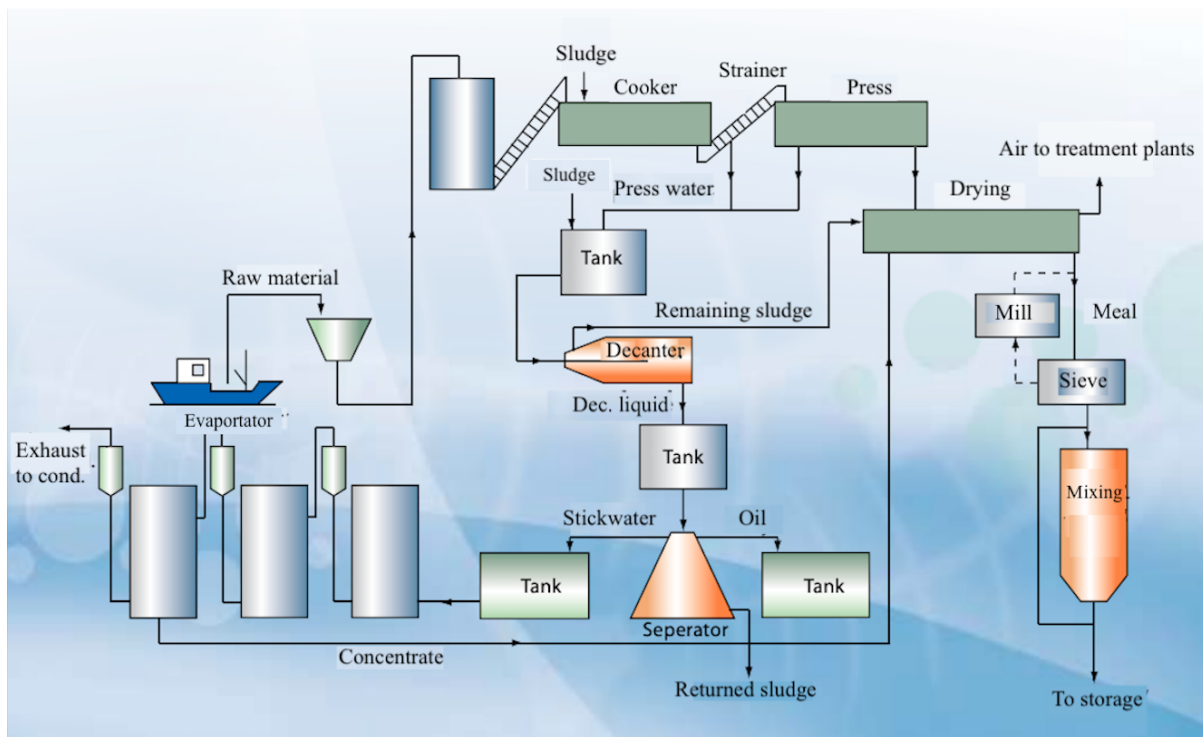 Sludge
Strainer
Cooker
Press
Air to treatment plants
Sludge
Press water
Drying
Tank
Raw material
Remaining sludge
Mill
Meal
Decanter
Sieve
Dec. liquid
Evaportator
Exhaust
to cond.
Tank
Mixing
Stickwater
Oil
Tank
Tank
Seperator
Concentrate
Returned sludge
To storage